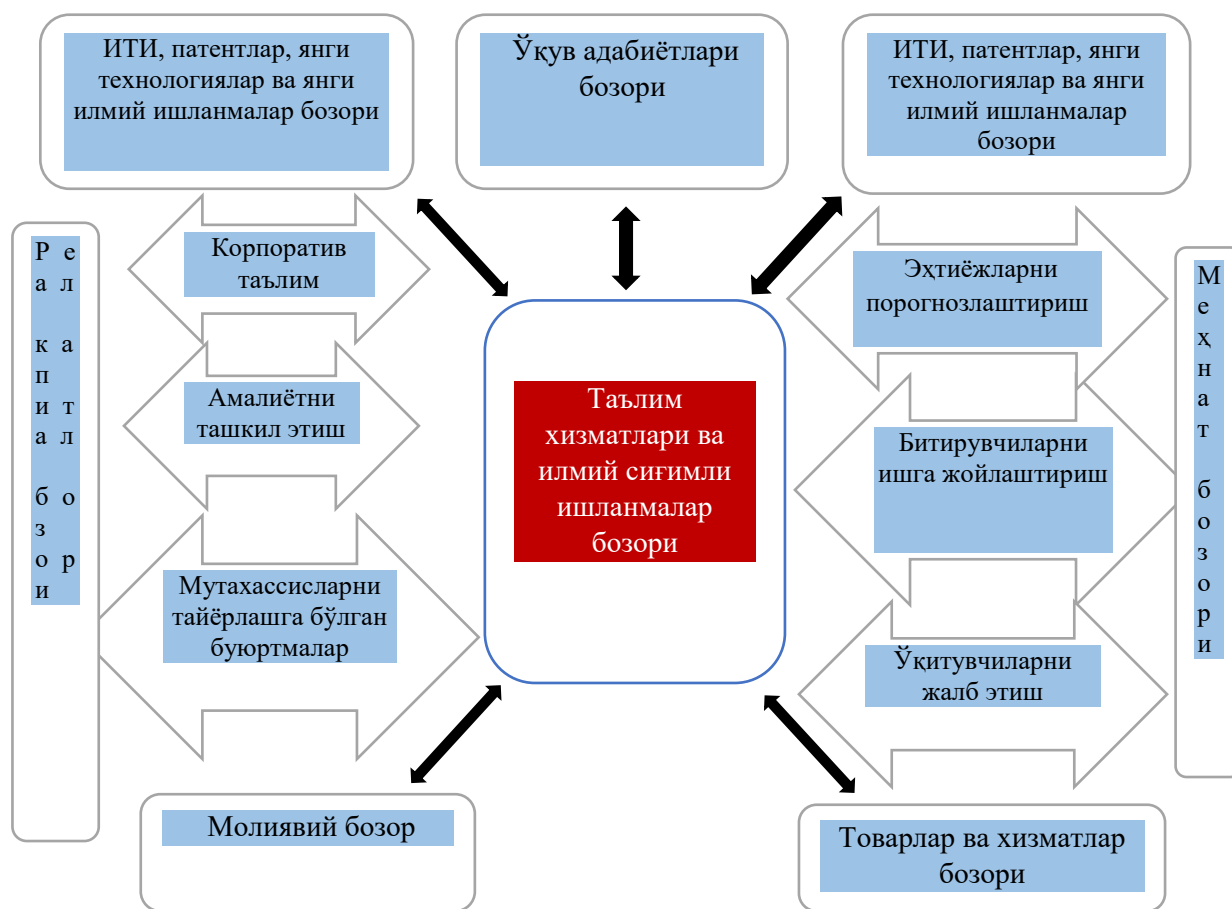 ИТИ, патентлар, янги
технологиялар ва янги
илмий ишланмалар бозори
Ўқув адабиётлари
бозори
ИТИ, патентлар, янги
технологиялар ва янги
илмий ишланмалар
бозори
Р е
а л
к а
п
и т
а л
б о
з
о р
и
Корпоратив
таълим
Амалиётни
ташкил этиш
Мутахассисларни
тайёрлашга бўлган
буюртмалар
Таълим
хизматлари ва
илмий сиғимли
ишланмалар
бозори
Эҳтиёжларни
порогнозлаштириш
Битирувчиларни
ишга жойлаштириш
Ўқитувчиларни
жалб этиш
М
е
ҳ
н
а
т
б
о
з
о
р
и
Молиявий бозор
Товарлар ва хизматлар
бозори